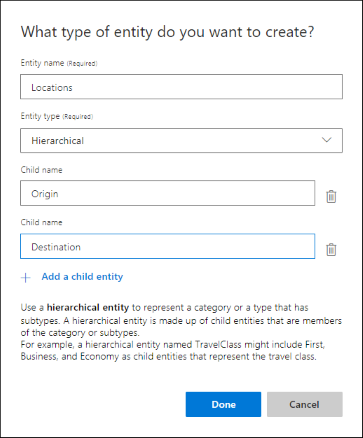 What type of entity do you want to create?
Entity name (Required)
Locations
Entity type (Required)
Hierarchical
Child name
Origin
Child name
Destination
+ Add a child entity
Use a hierarchical entity to represent a category or a type that has
subtypes. A hierarchical entity is made up of child entities that are members
of the category or subtypes.
For example, a hierarchical entity named TravelClass might include First,
Business, and Economy as child entities that represent the travel class.
Done
Cancel